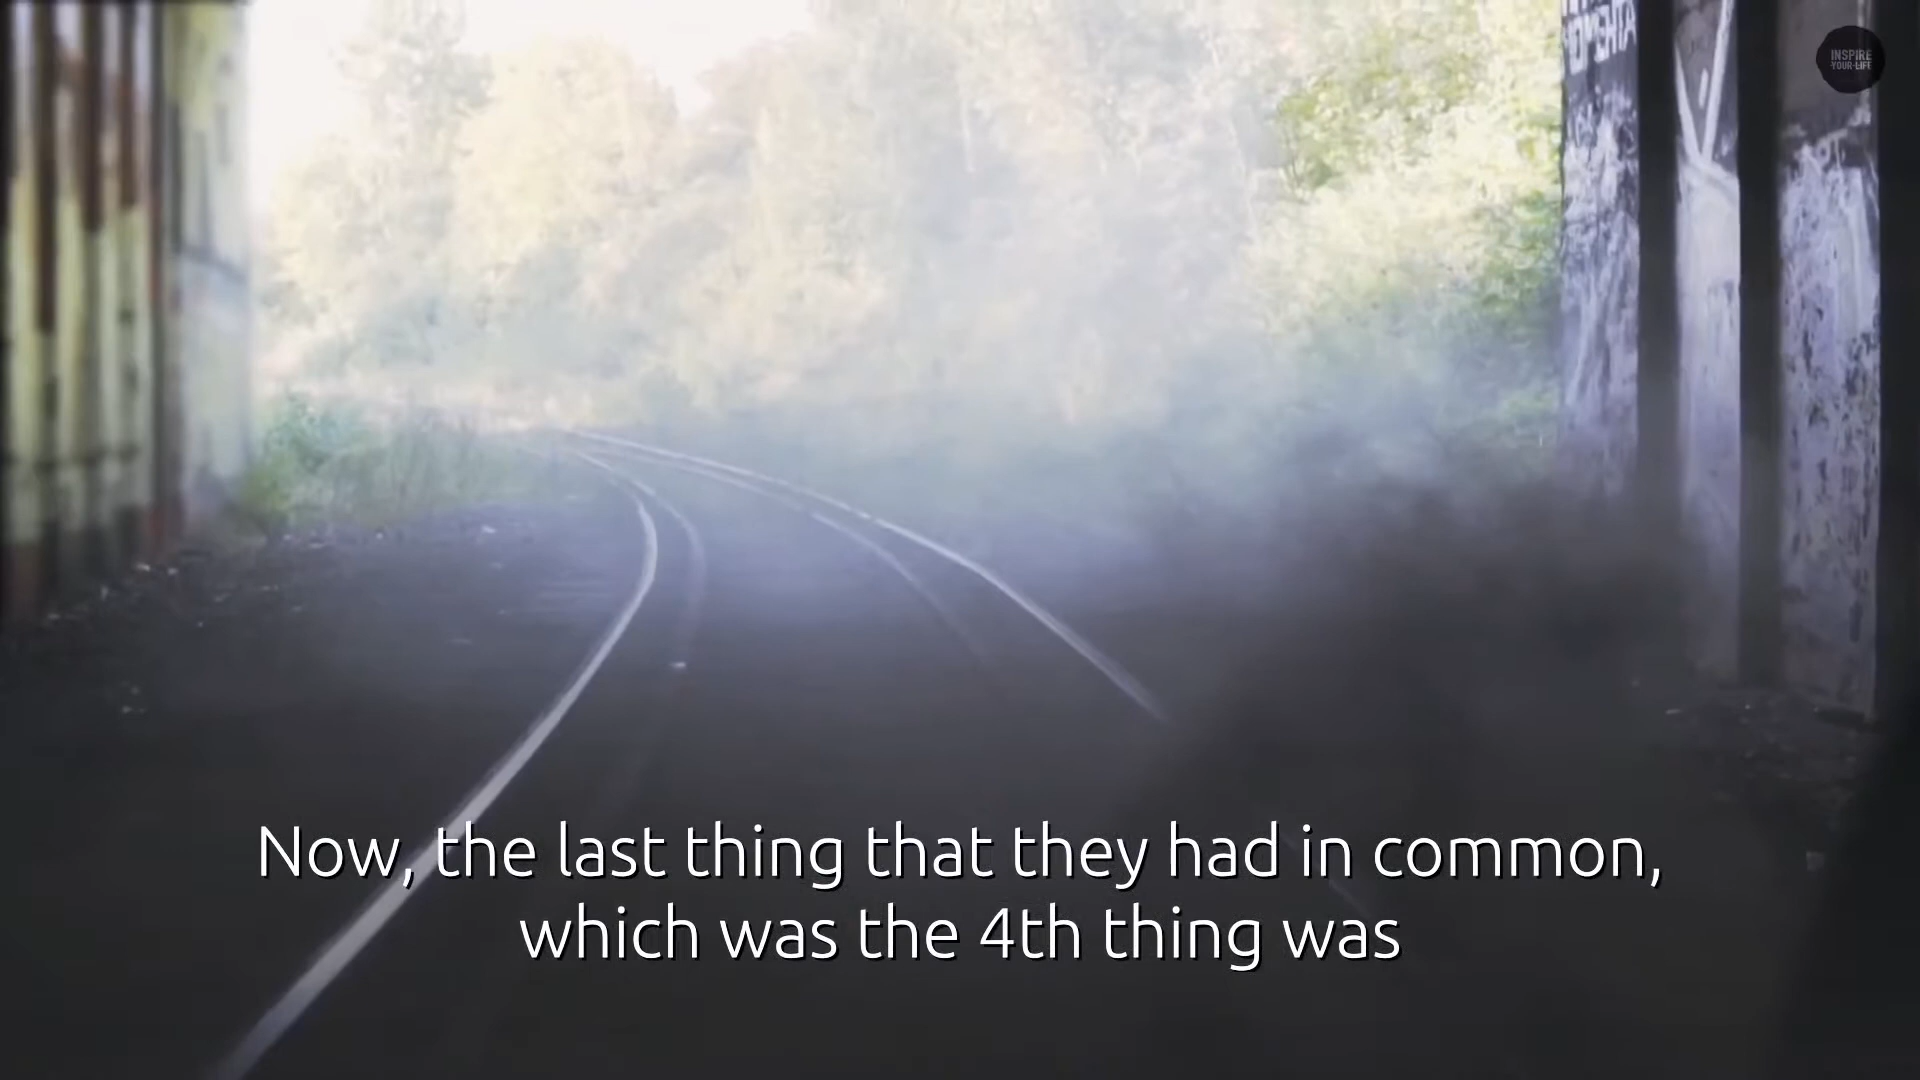 INSPIRE
YOUR LIFE
Now, the last thing that they had in common,
which was the 4th thing was